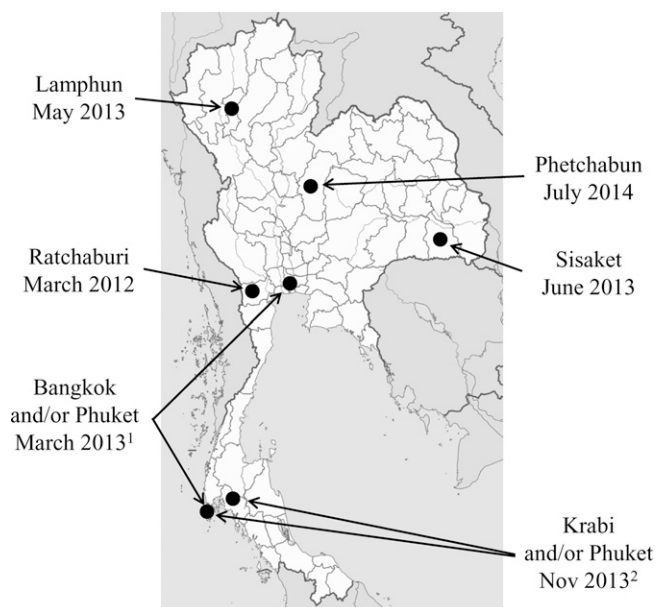 Lamphun
May 2013
Phetchabun
July 2014
Ratchaburi
March 2012
Sisaket
June 2013
Bangkok
and/or Phuket
March 2013¹
Krabi
and/or Phuket
Nov 2013²